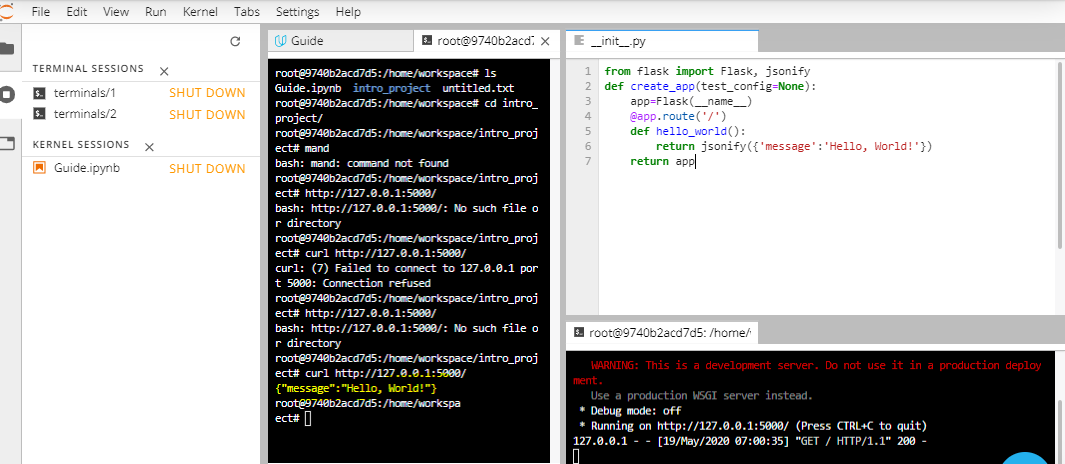 File Edit View Run Kernel Tabs Settings Help
TERMINAL SESSIONS
terminals/1 SHUT DOWN
terminals/2 SHUT DOWN
KERNEL SESSIONS
Guide.ipynb SHUT DOWN
Guide
root@9740b2acd7
root@9740b2acd7d5:/home/workspace# ls
Guide.ipynb intro_project untitled.txt
root@9740b2acd7d5:/home/workspace# cd intro_
project/
root@9740b2acd7d5:/home/workspace/intro_proj
ect# mand
bash: mand: command not found
root@9740b2acd7d5:/home/workspace/intro_proj
ect# http://127.0.0.1:5000/
bash: http://127.0.0.1:5000/: No such file o
r directory
root@9740b2acd7d5:/home/workspace/intro_proj
ect# curl http://127.0.0.1:5000/
curl: (7) Failed to connect to 127.0.0.1 por
t 5000: Connection refused
root@9740b2acd7d5:/home/workspace/intro_proj
ect# http://127.0.0.1:5000/
bash: http://127.0.0.1:5000/: No such file o
r directory
root@9740b2acd7d5:/home/workspace/intro_proj
ect# curl http://127.0.0.1:5000/
{"message":"Hello, World!"}
root@9740b2acd7d5:/home/workspa
ect#
__init__.py
1 from flask import Flask, jsonify
2 def create_app(test_config=None):
3 app=Flask(__name__)
4 @app.route('/')
5 def hello_world():
6 return jsonify({'message':'Hello, World!'})
7 return app
root@9740b2acd7d5: /home/
WARNING: This is a development server. Do not use it in a production deploy
ment.
Use a production WSGI server instead.
* Debug mode: off
* Running on http://127.0.0.1:5000/ (Press CTRL+C to quit)
127.0.0.1 - - [19/May/2020 07:00:35] "GET / HTTP/1.1" 200 -